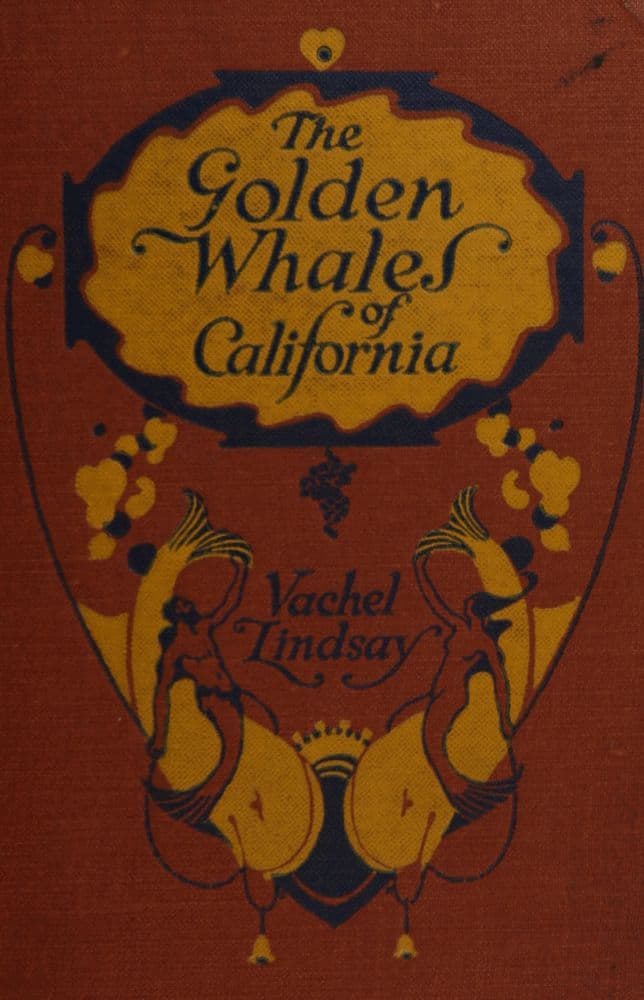 The
Golden
Whales
of
California
Vachel
Lindsay